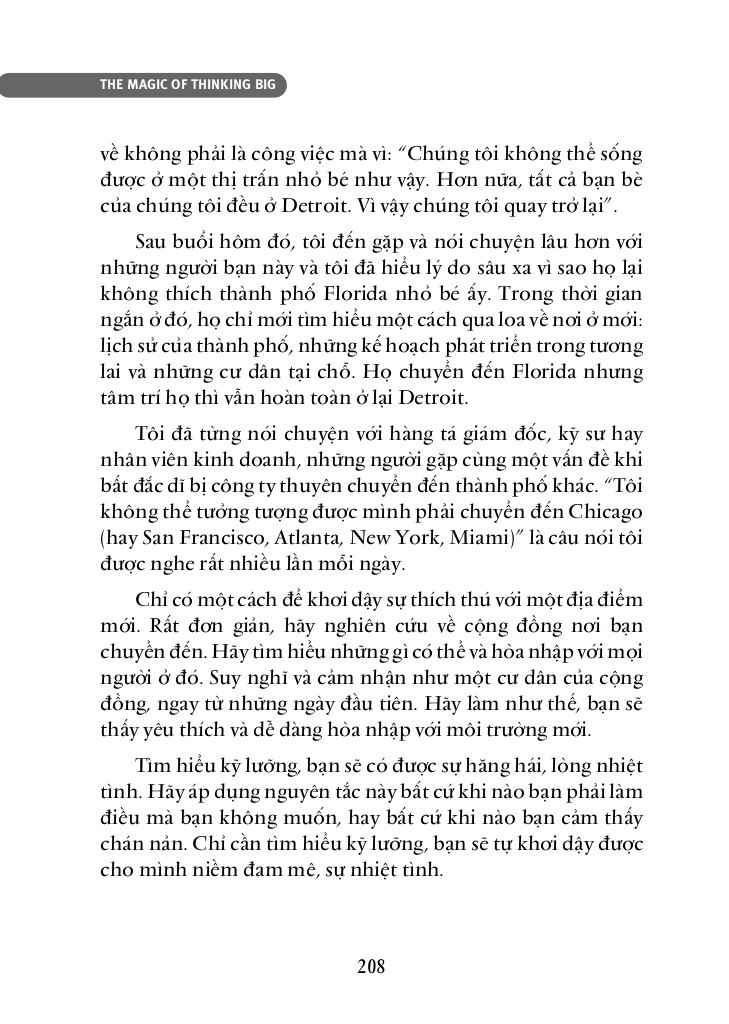 THE MAGIC OF THINKING BIG
về không phải là công việc mà vì: “Chúng tôi không thể sống
được ở một thị trấn nhỏ bé như vậy. Hơn nữa, tất cả bạn bè
của chúng tôi đều ở Detroit. Vì vậy chúng tôi quay trở lại”.
Sau buổi hôm đó, tôi đến gặp và nói chuyện lâu hơn với
những người bạn này và tôi đã hiểu lý do sâu xa vì sao họ lại
không thích thành phố Florida nhỏ bé ấy. Trong thời gian
ngắn ở đó, họ chỉ mới tìm hiểu một cách qua loa về nơi ở mới:
lịch sử của thành phố, những kế hoạch phát triển trong tương
lai và những cư dân tại chỗ. Họ chuyển đến Florida nhưng
tâm trí họ thì vẫn hoàn toàn ở lại Detroit.
Tôi đã từng nói chuyện với hàng tá giám đốc, kỹ sư hay
nhân viên kinh doanh, những người gặp cùng một vấn đề khi
bất đắc dĩ bị công ty thuyên chuyển đến thành phố khác. “Tôi
không thể tưởng tượng được mình phải chuyển đến Chicago
(hay San Francisco, Atlanta, New York, Miami)” là câu nói tôi
được nghe rất nhiều lần mỗi ngày.
Chỉ có một cách để khơi dậy sự thích thú với một địa điểm
mới. Rất đơn giản, hãy nghiên cứu về cộng đồng nơi bạn
chuyển đến. Hãy tìm hiểu những gì có thể và hòa nhập với mọi
người ở đó. Suy nghĩ và cảm nhận như một cư dân của cộng
đồng, ngay từ những ngày đầu tiên. Hãy làm như thế, bạn sẽ
thấy yêu thích và dễ dàng hòa nhập với môi trường mới.
Tìm hiểu kỹ lưỡng, bạn sẽ có được sự hăng hái, lòng nhiệt
tình. Hãy áp dụng nguyên tắc này bất cứ khi nào bạn phải làm
điều mà bạn không muốn, hay bất cứ khi nào bạn cảm thấy
chán nản. Chỉ cần tìm hiểu kỹ lưỡng, bạn sẽ tự khơi dậy được
cho mình niềm đam mê, sự nhiệt tình.
208